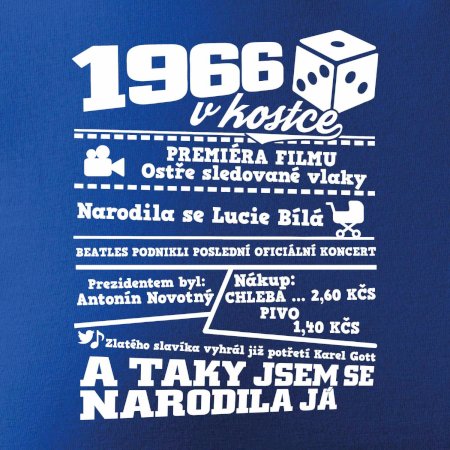 1966
v kostce
PREMIÉRA FILMU
Ostře sledované vlaky
Narodila se Lucie Bílá
BEATLES PODNIKLI POSLEDNÍ OFICIÁLNÍ KONCERT
Prezidentem byl:
Antonín Novotný
Nákup:
CHLEBA ... 2,60 KČS
PIVO
1,40 KČS
Zlatého slavíka vyhrál již potřetí Karel Gott
A TAKY JSEM SE
NARODILA JÁ